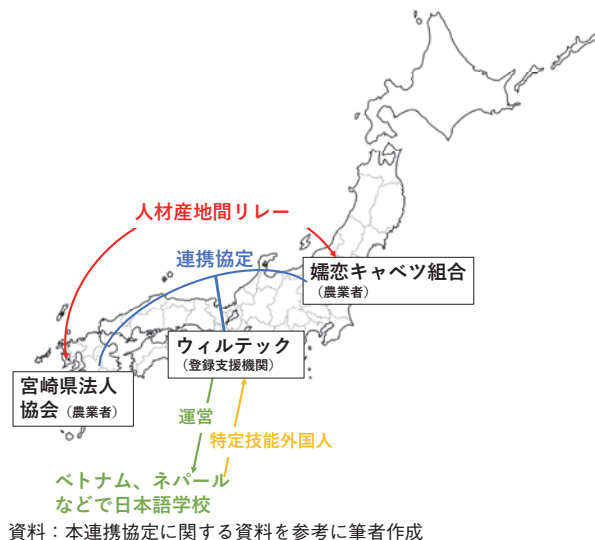 人材産地間リレー
連携協定
嬬恋キャベツ組合
（農業者）
ウィルテック
（登録支援機関）
宮崎県法人
協会（農業者）
運営
特定技能外国人
ベトナム、ネパール
などで日本語学校
資料：本連携協定に関する資料を参考に筆者作成